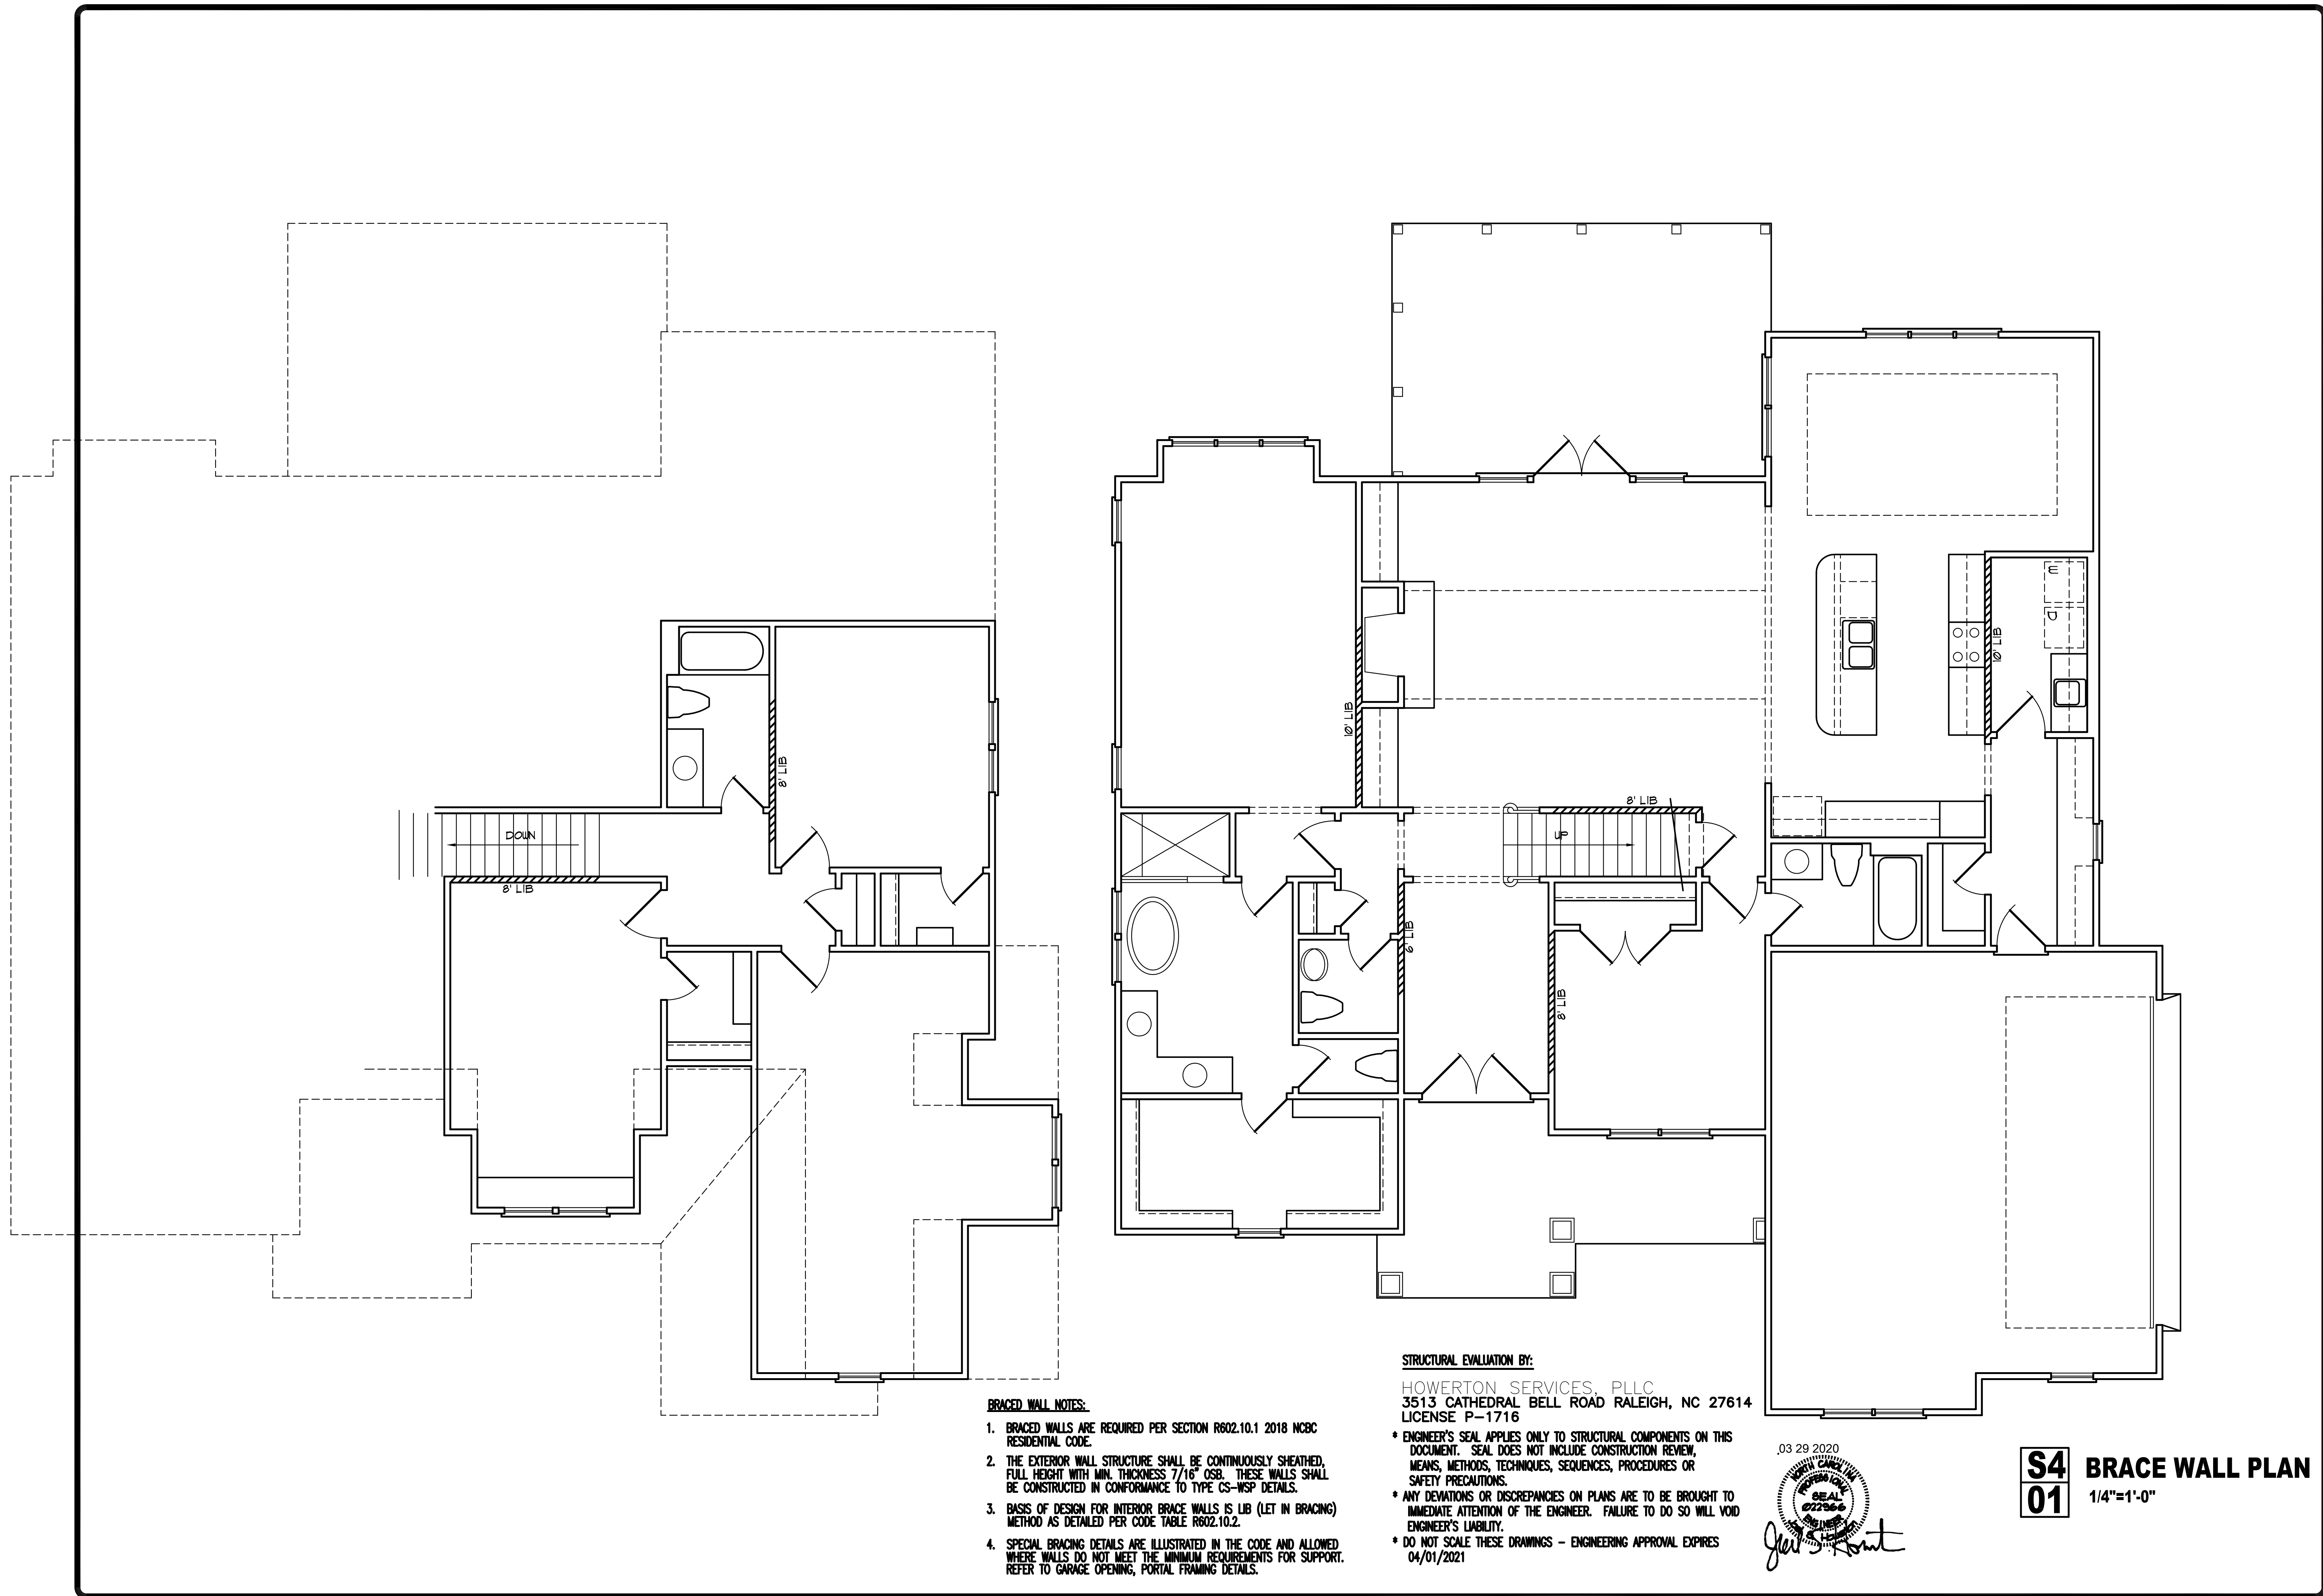 DOWN
8' LIB
8' LIB
10' LIB
10' LIB
8' LIB
UP
6' LIB
8' LIB
BRACED WALL NOTES:
1. BRACED WALLS ARE REQUIRED PER SECTION R602.10.1 2018 NCBC
RESIDENTIAL CODE.
2. THE EXTERIOR WALL STRUCTURE SHALL BE CONTINUOUSLY SHEATHED,
FULL HEIGHT WITH MIN. THICKNESS 7/16" OSB. THESE WALLS SHALL
BE CONSTRUCTED IN CONFORMANCE TO TYPE CS-WSP DETAILS.
3. BASIS OF DESIGN FOR INTERIOR BRACE WALLS IS LIB (LET IN BRACING)
METHOD AS DETAILED PER CODE TABLE R602.10.2.
4. SPECIAL BRACING DETAILS ARE ILLUSTRATED IN THE CODE AND ALLOWED
WHERE WALLS DO NOT MEET THE MINIMUM REQUIREMENTS FOR SUPPORT.
REFER TO GARAGE OPENING, PORTAL FRAMING DETAILS.
STRUCTURAL EVALUATION BY:
HOWERTON SERVICES, PLLC
3513 CATHEDRAL BELL ROAD RALEIGH, NC 27614
LICENSE P-1716
* ENGINEER'S SEAL APPLIES ONLY TO STRUCTURAL COMPONENTS ON THIS
DOCUMENT. SEAL DOES NOT INCLUDE CONSTRUCTION REVIEW,
MEANS, METHODS, TECHNIQUES, SEQUENCES, PROCEDURES OR
SAFETY PRECAUTIONS.
* ANY DEVIATIONS OR DISCREPANCIES ON PLANS ARE TO BE BROUGHT TO
IMMEDIATE ATTENTION OF THE ENGINEER. FAILURE TO DO SO WILL VOID
ENGINEER'S LIABILITY.
* DO NOT SCALE THESE DRAWINGS – ENGINEERING APPROVAL EXPIRES
04/01/2021
03 29 2020
NORTH CAROLINA
PROFESSIONAL
SEAL
022966
ENGINEER
S4
01
BRACE WALL PLAN
1/4"=1'-0"